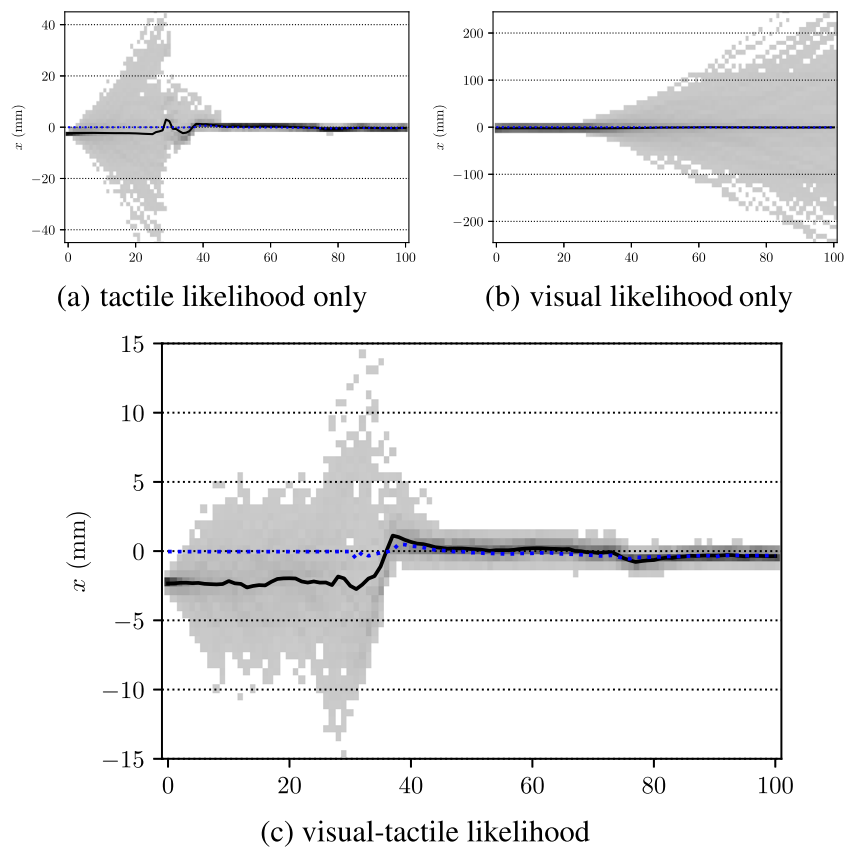 40
20
0
−20
−40
x (mm)
0 20 40 60 80 100
(a) tactile likelihood only
200
100
0
−100
−200
x (mm)
0 20 40 60 80 100
(b) visual likelihood only
15
10
5
0
−5
−10
−15
x (mm)
0 20 40 60 80 100
(c) visual-tactile likelihood